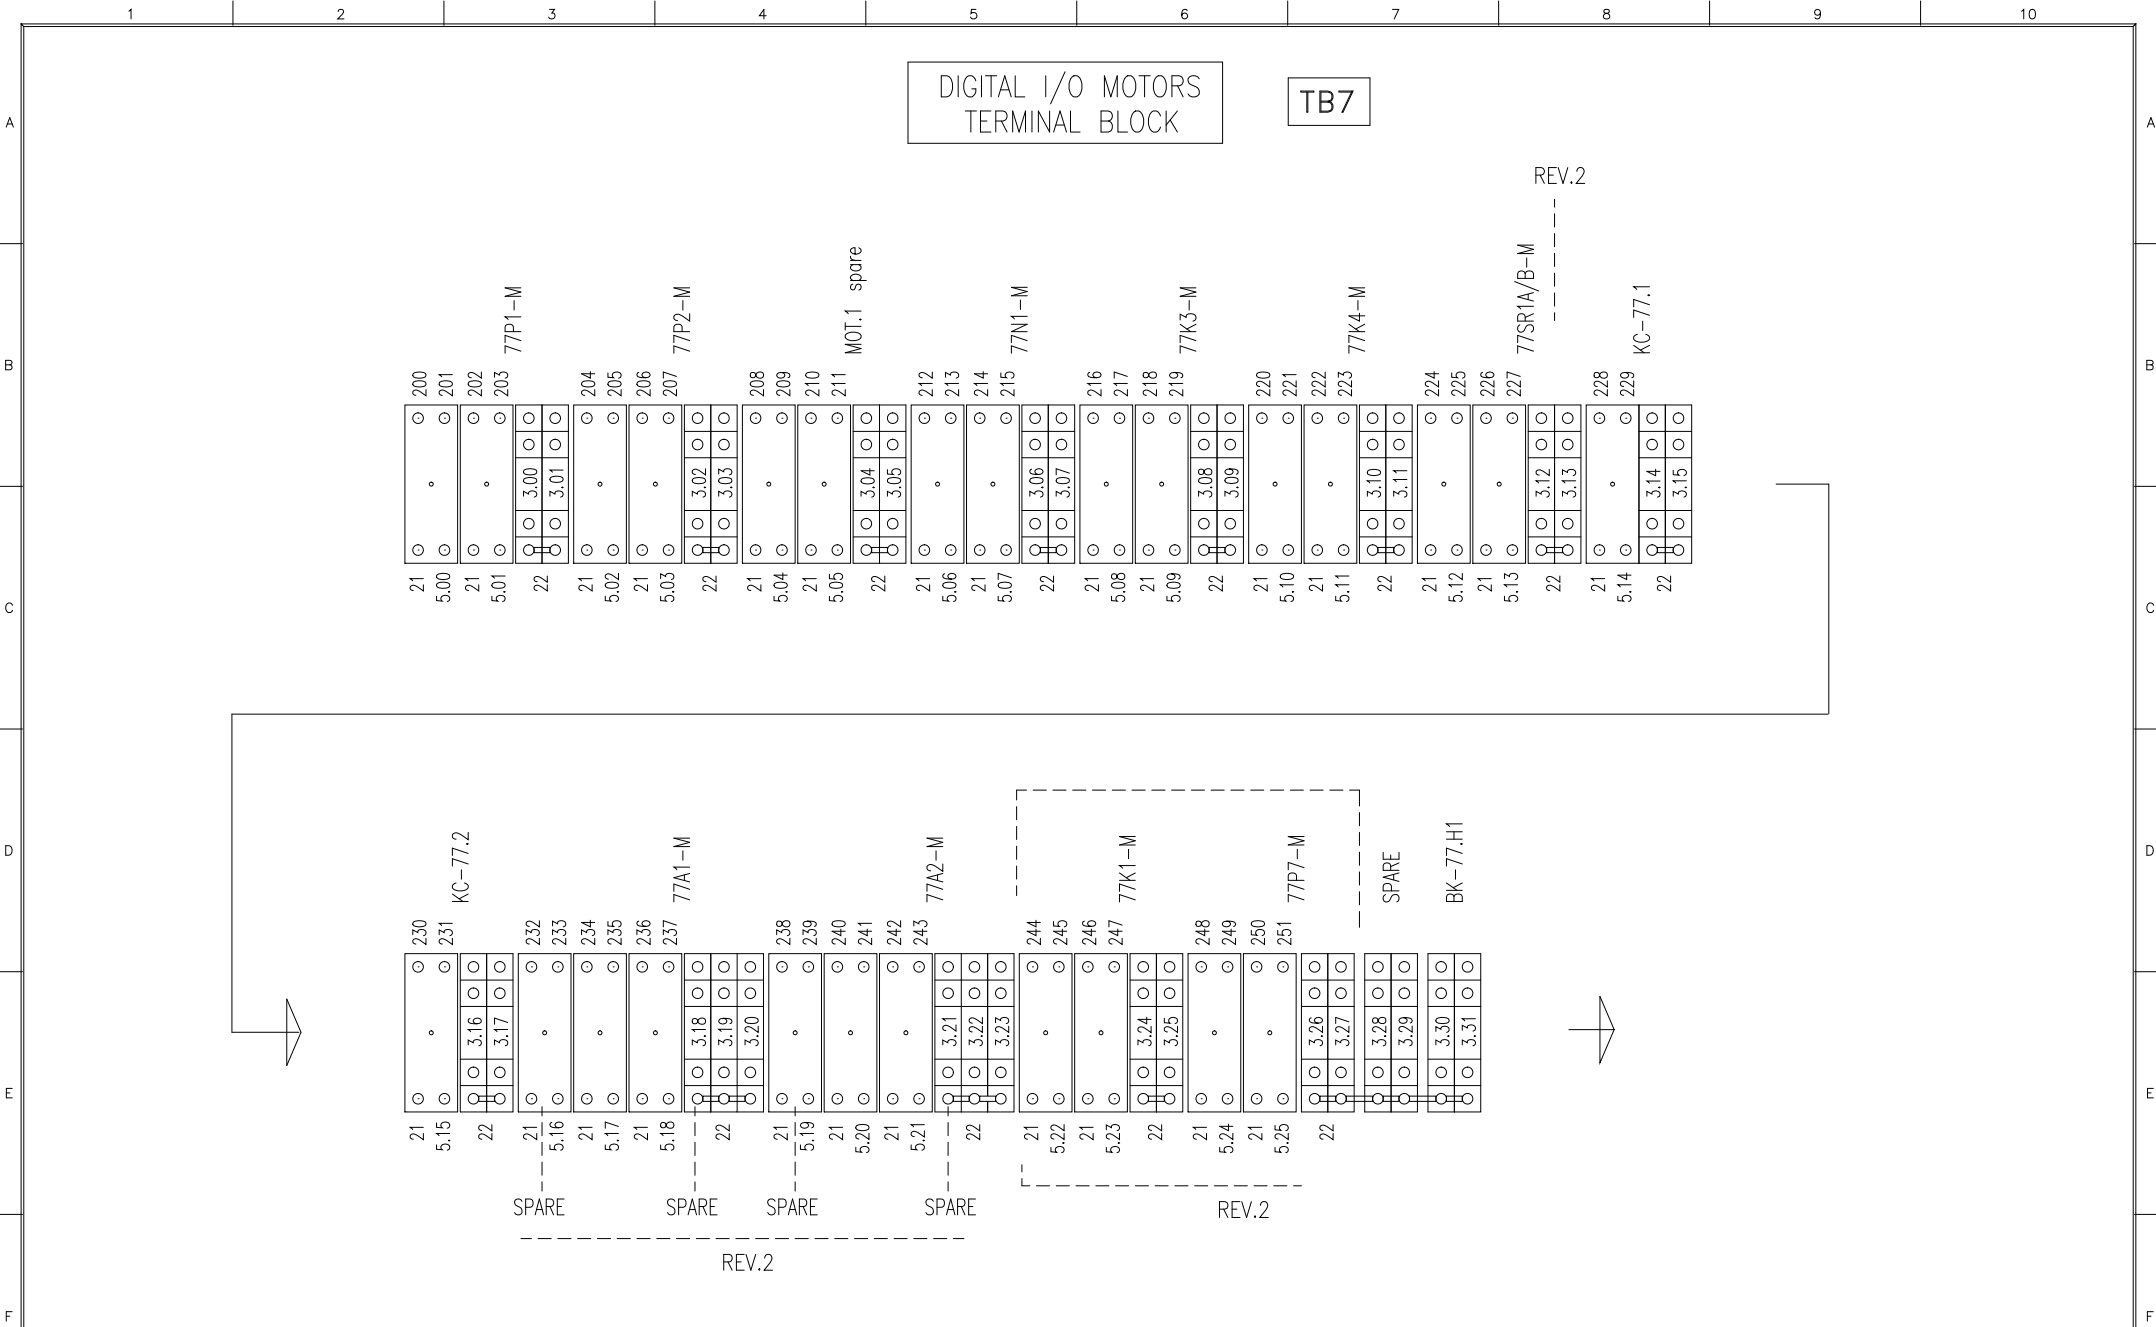 1 2 3 4 5 6 7 8 9 10
DIGITAL I/O MOTORS
TERMINAL BLOCK
TB7
A A
REV.2
77P1-M 77P2-M MOT.1 spare 77N1-M 77K3-M 77K4-M 77SR1A/B-M KC-77.1
B B
200 201 202 203 204 205 206 207 208 209 210 211 212 213 214 215 216 217 218 219 220 221 222 223 224 225 226 227 228 229
3.00 3.01 3.02 3.03 3.04 3.05 3.06 3.07 3.08 3.09 3.10 3.11 3.12 3.13 3.14 3.15
21 5.00 21 5.01 22 21 5.02 21 5.03 22 21 5.04 21 5.05 22 21 5.06 21 5.07 22 21 5.08 21 5.09 22 21 5.10 21 5.11 22 21 5.12 21 5.13 22 21 5.14 22
C C
KC-77.2 77A1-M 77A2-M 77K1-M 77P7-M SPARE BK-77.H1
D D
230 231 232 233 234 235 236 237 238 239 240 241 242 243 244 245 246 247 248 249 250 251
3.16 3.17 3.18 3.19 3.20 3.21 3.22 3.23 3.24 3.25 3.26 3.27 3.28 3.29 3.30 3.31
E E
21 5.15 22 21 5.16 21 5.17 21 5.18 22 21 5.19 21 5.20 21 5.21 22 21 5.22 21 5.23 22 21 5.24 21 5.25 22
SPARE SPARE SPARE SPARE REV.2
REV.2
F F